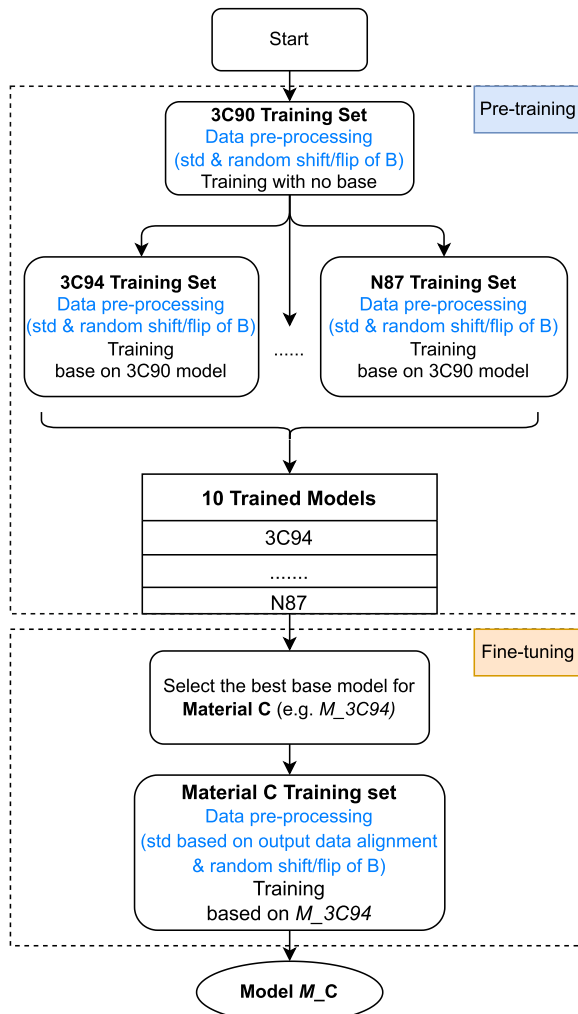 Start
Pre-training
3C90 Training Set
Data pre-processing
(std & random shift/flip of B)
Training with no base
3C94 Training Set
Data pre-processing
(std & random shift/flip of B)
Training
base on 3C90 model
......
N87 Training Set
Data pre-processing
(std & random shift/flip of B)
Training
base on 3C90 model
10 Trained Models
3C94
.......
N87
Fine-tuning
Select the best base model for
Material C (e.g. M_3C94)
Material C Training set
Data pre-processing
(std based on output data alignment
& random shift/flip of B)
Training
based on M_3C94
Model M_C